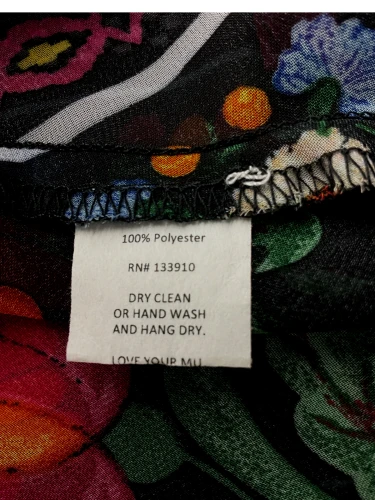 100% Polyester
RN# 133910
DRY CLEAN
OR HAND WASH
AND HANG DRY.
LOVE YOUR MU